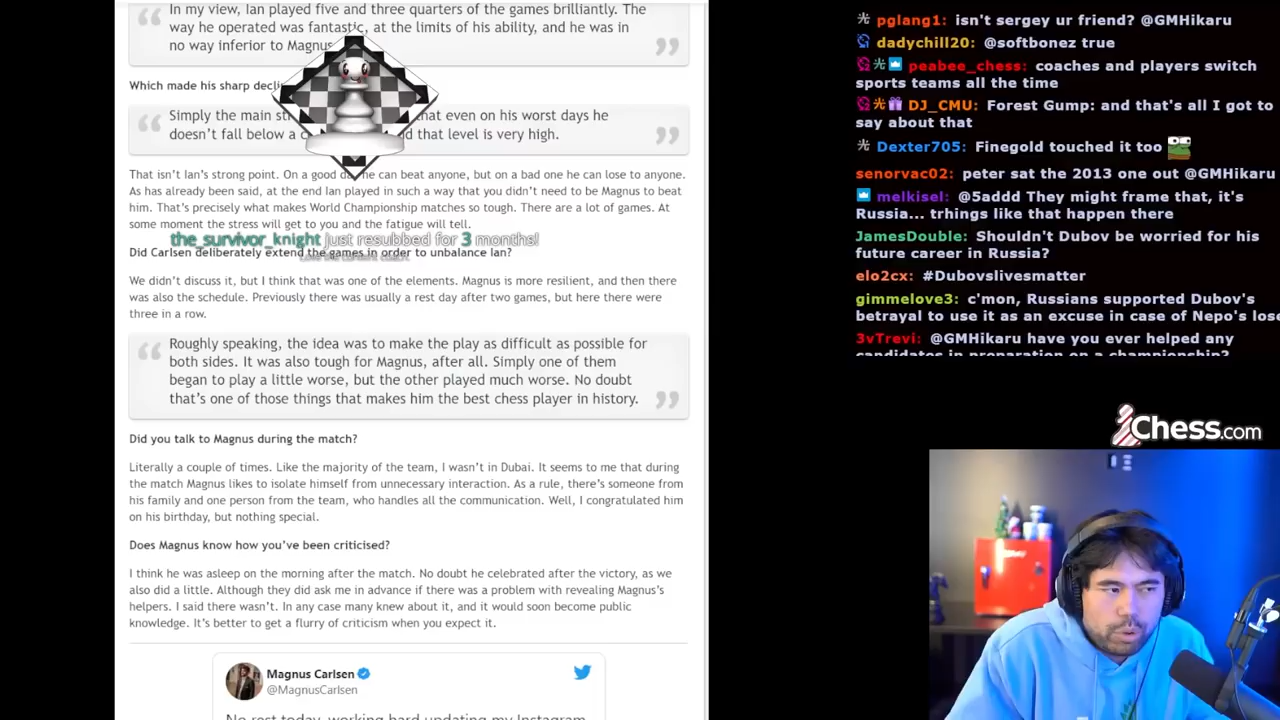 In my view, Ian played five and three quarters of the games brilliantly. The
way he operated was fantastic, at the limits of his ability, and he was in
no way inferior to Magnus
Which made his sharp decli
Simply the main st hat even on his worst days he
doesn't fall below a c d that level is very high.
That isn't Ian's strong point. On a good da he can beat anyone, but on a bad one he can lose to anyone.
As has already been said, at the end Ian played in such a way that you didn't need to be Magnus to beat
him. That's precisely what makes World Championship matches so tough. There are a lot of games. At
some moment the stress will get to you and the fatigue will tell.
the_survivor_knight just resubbed for 3 months!
Did Carlsen deliberately extend the games in order to unbalance Ian?
We didn't discuss it, but I think that was one of the elements. Magnus is more resilient, and then there
was also the schedule. Previously there was usually a rest day after two games, but here there were
three in a row.
Roughly speaking, the idea was to make the play as difficult as possible for
both sides. It was also tough for Magnus, after all. Simply one of them
began to play a little worse, but the other played much worse. No doubt
that's one of those things that makes him the best chess player in history.
Did you talk to Magnus during the match?
Literally a couple of times. Like the majority of the team, I wasn't in Dubai. It seems to me that during
the match Magnus likes to isolate himself from unnecessary interaction. As a rule, there's someone from
his family and one person from the team, who handles all the communication. Well, I congratulated him
on his birthday, but nothing special.
Does Magnus know how you've been criticised?
I think he was asleep on the morning after the match. No doubt he celebrated after the victory, as we
also did a little. Although they did ask me in advance if there was a problem with revealing Magnus's
helpers. I said there wasn't. In any case many knew about it, and it would soon become public
knowledge. It's better to get a flurry of criticism when you expect it.
Magnus Carlsen
@MagnusCarlsen
No rest today, working hard updating my Instagram
pglang1: isn't sergey ur friend? @GMHikaru
dadychill20: @softbonez true
peabee_chess: coaches and players switch
sports teams all the time
DJ_CMU: Forest Gump: and that's all I got to
say about that
Dexter705: Finegold touched it too
senorvac02: peter sat the 2013 one out @GMHikaru
melkisel: @5addd They might frame that, it's
Russia... trhings like that happen there
JamesDouble: Shouldn't Dubov be worried for his
future career in Russia?
elo2cx: #Dubovslivesmatter
gimmelove3: c'mon, Russians supported Dubov's
betrayal to use it as an excuse in case of Nepo's lose
3vTrevi: @GMHikaru have you ever helped any
candidates in preparation on a championship?
Chess.com